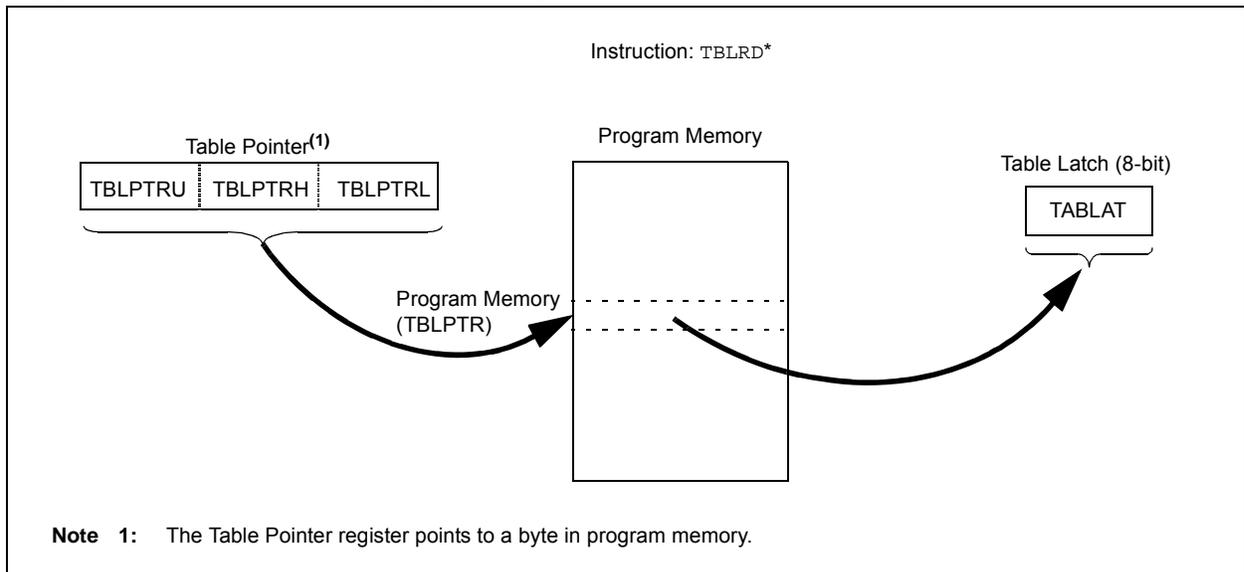 Instruction: TBLRD*
Table Pointer(1)
Program Memory
Table Latch (8-bit)
TBLPTRU TBLPTRH TBLPTRL
TABLAT
Program Memory
(TBLPTR)
Note 1: The Table Pointer register points to a byte in program memory.